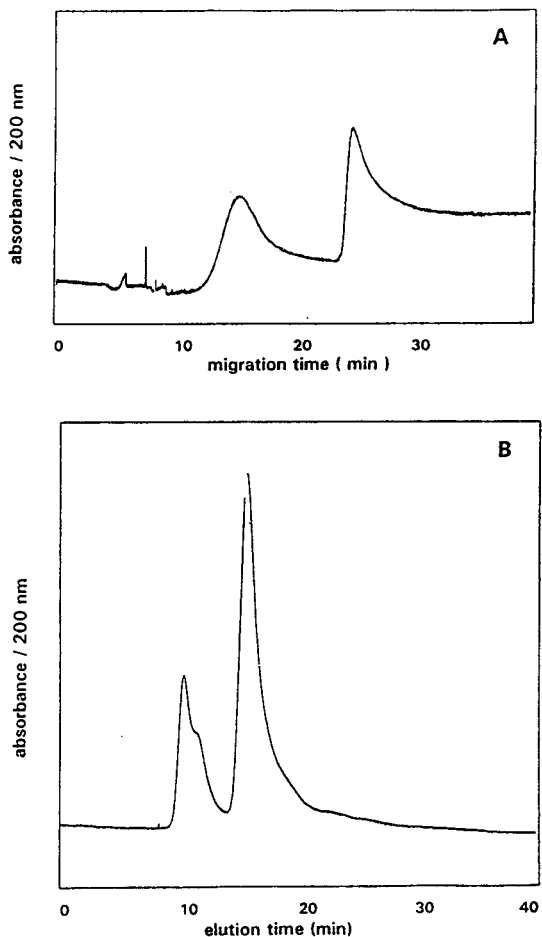 A
absorbance / 200 nm
0 10 20 30
migration time ( min )
B
absorbance / 200 nm
0 10 20 30 40
elution time (min)